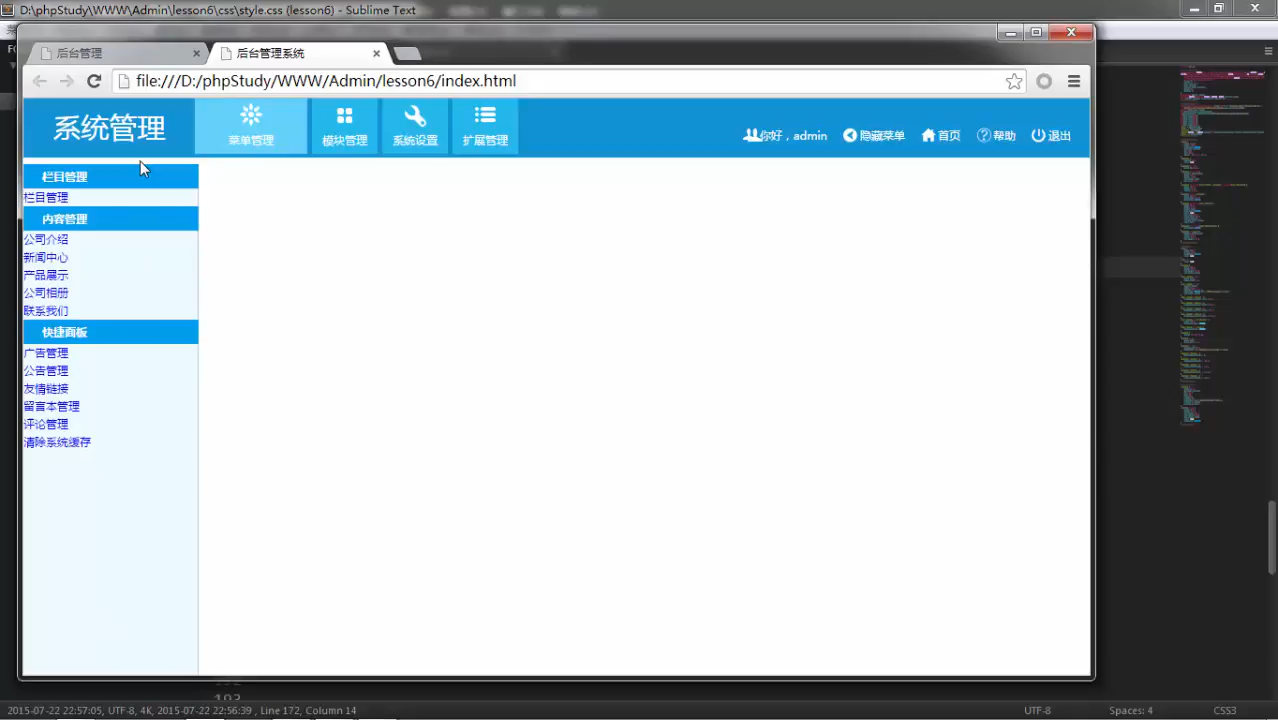 D:\phpStudy\WWW\Admin\lesson6\css\style.css (lesson6) - Sublime Text
后台管理
后台管理系统
file:///D:/phpStudy/WWW/Admin/lesson6/index.html
系统管理
菜单管理
模块管理
系统设置
扩展管理
你好，admin
隐藏菜单
首页
帮助
退出
栏目管理
栏目管理
内容管理
公司介绍
新闻中心
产品展示
公司相册
联系我们
快捷面板
广告管理
公告管理
友情链接
留言本管理
评论管理
清除系统缓存
2015-07-22 22:57:05, UTF-8, 4K, 2015-07-22 22:56:39 , Line 172, Column 14
UTF-8
Spaces: 4
CSS3